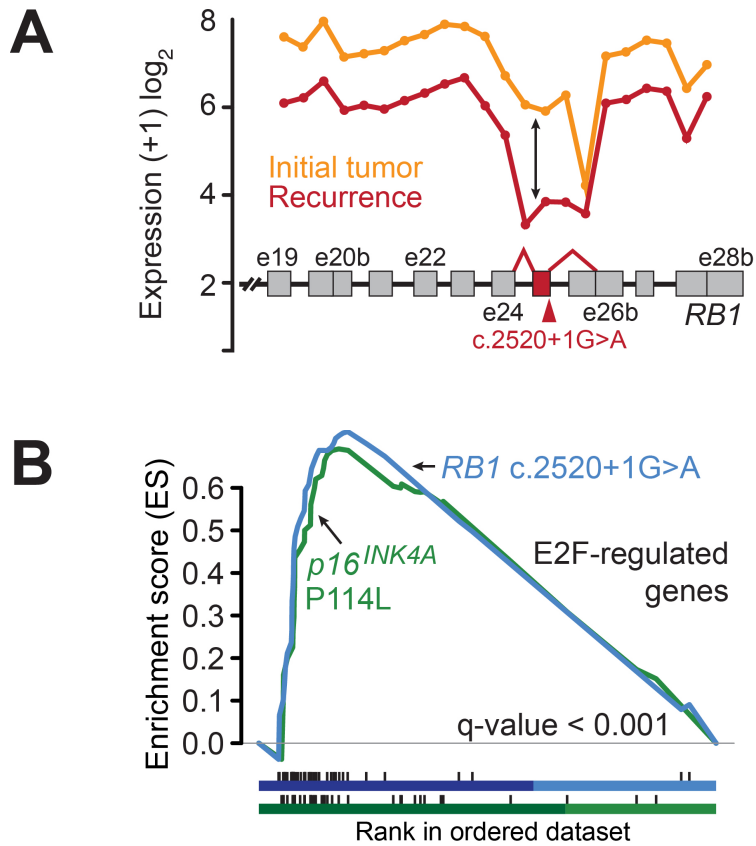 A
Expression (+1) log2
8
6
4
2
Initial tumor
Recurrence
e19 e20b e22 e28b
e24 e26b RB1
c.2520+1G>A
B
Enrichment score (ES)
0.6
0.5
0.4
0.3
0.2
0.1
0.0
RB1 c.2520+1G>A
p16INK4A
P114L
E2F-regulated
genes
q-value < 0.001
Rank in ordered dataset